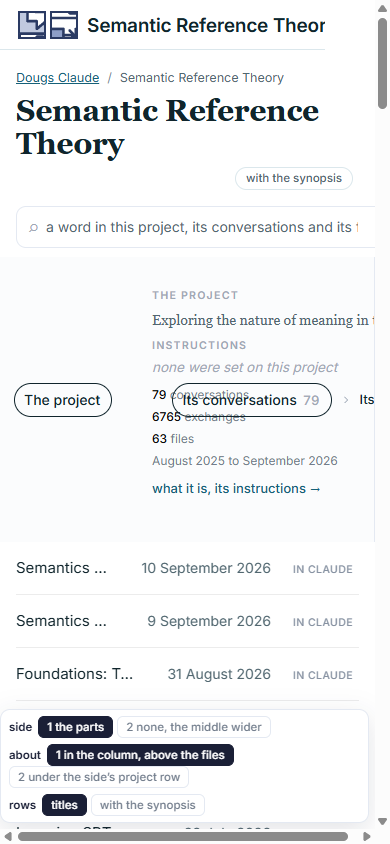 Semantic Reference Theor
Dougs Claude / Semantic Reference Theory
Semantic Reference
Theory
with the synopsis
a word in this project, its conversations and its f
THE PROJECT
Exploring the nature of meaning in t
INSTRUCTIONS
none were set on this project
79 conversations
The project
Its conversations 79 › Its
6765 exchanges
63 files
August 2025 to September 2026
what it is, its instructions →
Semantics ... 10 September 2026 IN CLAUDE
Semantics ... 9 September 2026 IN CLAUDE
Foundations: T... 31 August 2026 IN CLAUDE
side 1 the parts 2 none, the middle wider
about 1 in the column, above the files
2 under the side's project row
rows titles with the synopsis